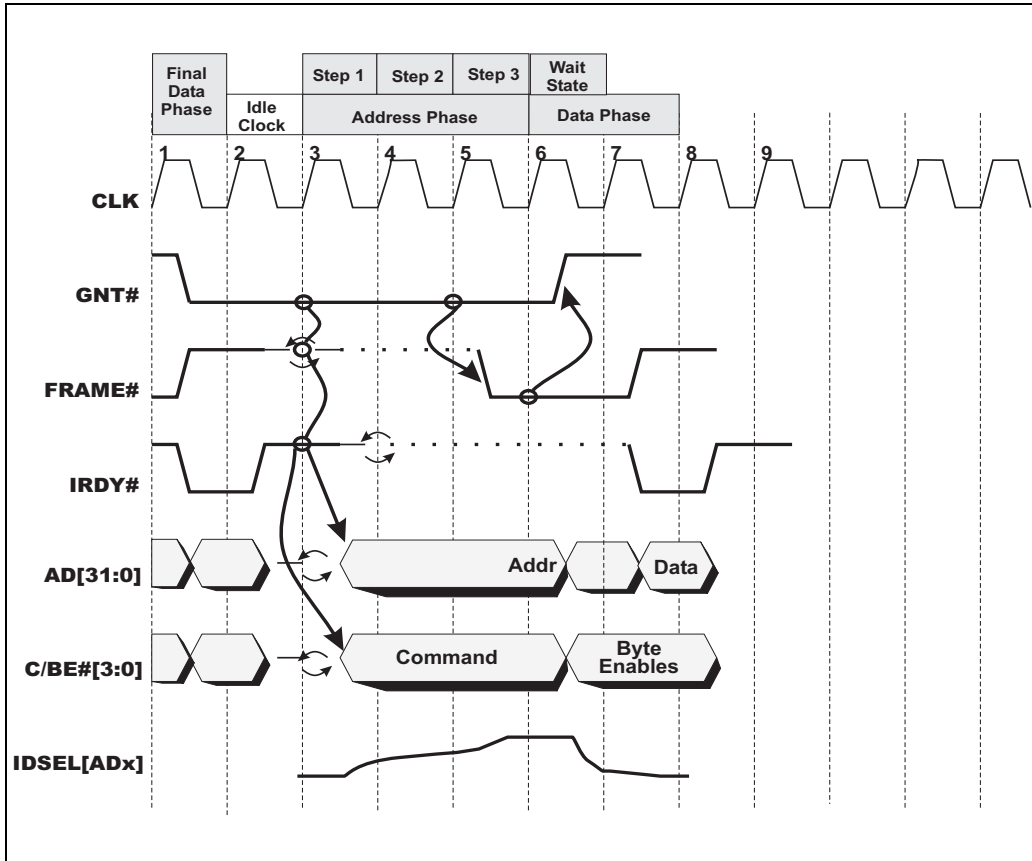 Final
Data
Phase
Idle
Clock
Step 1
Step 2
Step 3
Wait
State
Address Phase
Data Phase
1
2
3
4
5
6
7
8
9
CLK
GNT#
FRAME#
IRDY#
AD[31:0]
Addr
Data
C/BE#[3:0]
Command
Byte
Enables
IDSEL[ADx]